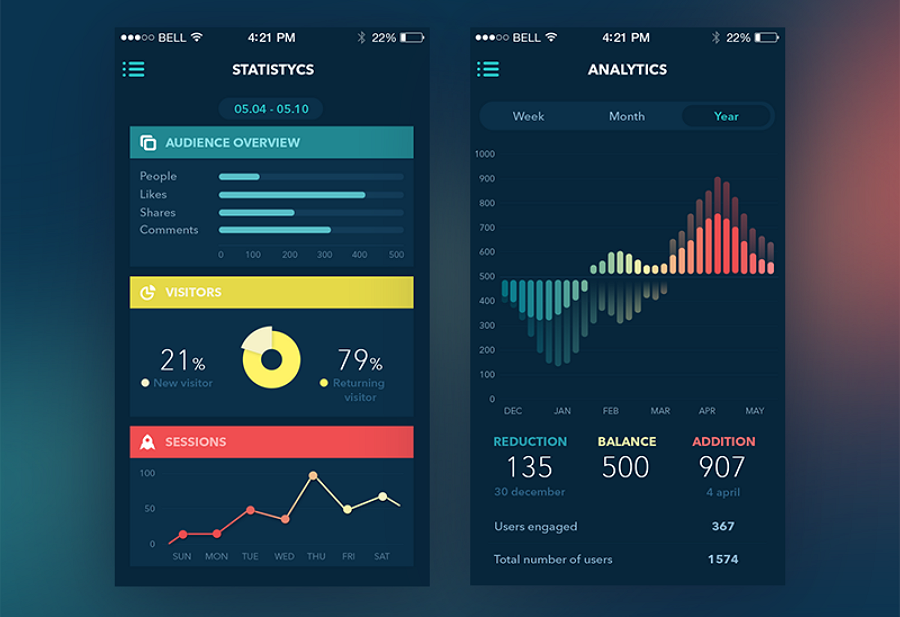 BELL 4:21 PM 22%
STATISTYCS
05.04 - 05.10
AUDIENCE OVERVIEW
People
Likes
Shares
Comments
0 100 200 300 400 500
VISITORS
21% 79%
New visitor Returning
visitor
SESSIONS
100
50
0
SUN MON TUE WED THU FRI SAT
BELL 4:21 PM 22%
ANALYTICS
Week Month Year
1000
900
800
700
600
500
400
300
200
100
0
DEC JAN FEB MAR APR MAY
REDUCTION BALANCE ADDITION
135 500 907
30 december 4 april
Users engaged 367
Total number of users 1574